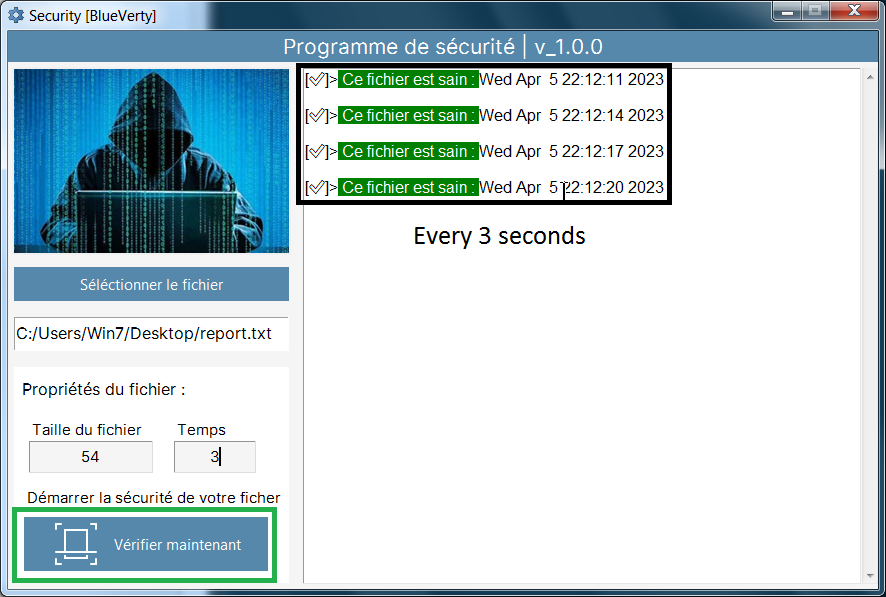 Security [BlueVerty]
Programme de sécurité | v_1.0.0
[✓]> Ce fichier est sain : Wed Apr 5 22:12:11 2023
[✓]> Ce fichier est sain : Wed Apr 5 22:12:14 2023
[✓]> Ce fichier est sain : Wed Apr 5 22:12:17 2023
[✓]> Ce fichier est sain : Wed Apr 5 22:12:20 2023
Every 3 seconds
Séléctionner le fichier
C:/Users/Win7/Desktop/report.txt
Propriétés du fichier :
Taille du fichier Temps
54 3
Démarrer la sécurité de votre ficher
Vérifier maintenant